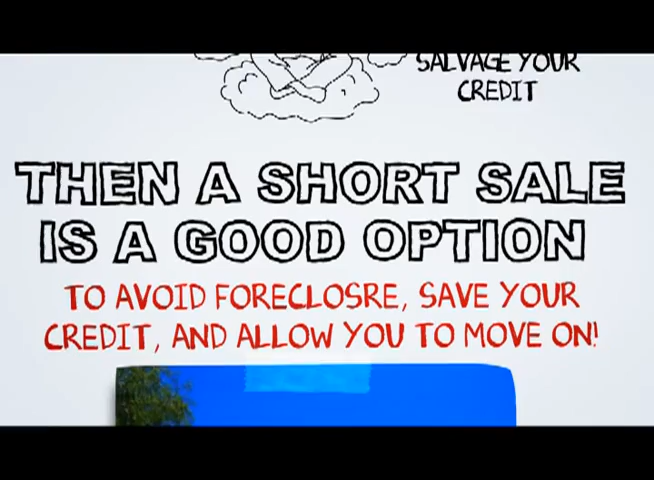 SALVAGE YOUR
CREDIT
THEN A SHORT SALE
IS A GOOD OPTION
TO AVOID FORECLOSRE, SAVE YOUR
CREDIT, AND ALLOW YOU TO MOVE ON!